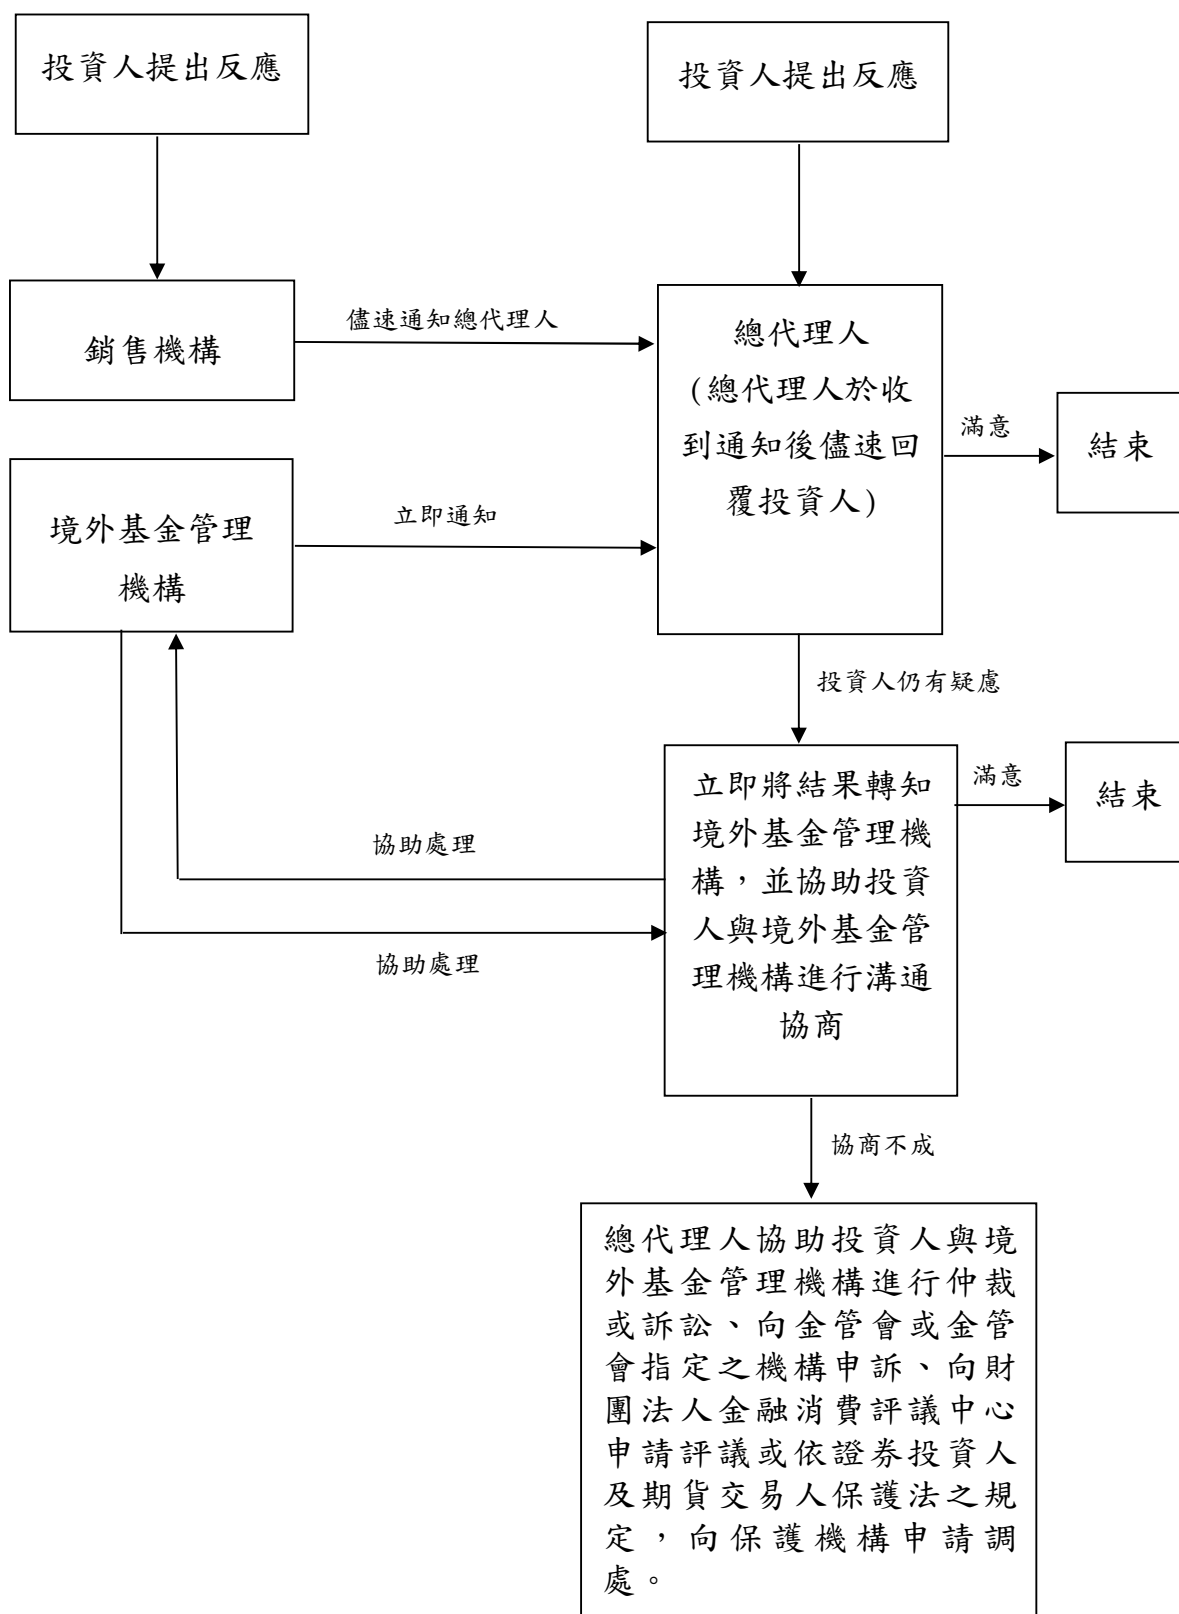 投資人提出反應
投資人提出反應
銷售機構
儘速通知總代理人
總代理人
(總代理人於收
到通知後儘速回
覆投資人)
滿意
結束
境外基金管理
機構
立即通知
投資人仍有疑慮
立即將結果轉知
境外基金管理機
構，並協助投資
人與境外基金管
理機構進行溝通
協商
滿意
結束
協助處理
協助處理
協商不成
總代理人協助投資人與境
外基金管理機構進行仲裁
或訴訟、向金管會或金管
會指定之機構申訴、向財
團法人金融消費評議中心
申請評議或依證券投資人
及期貨交易人保護法之規
定，向保護機構申請調
處。